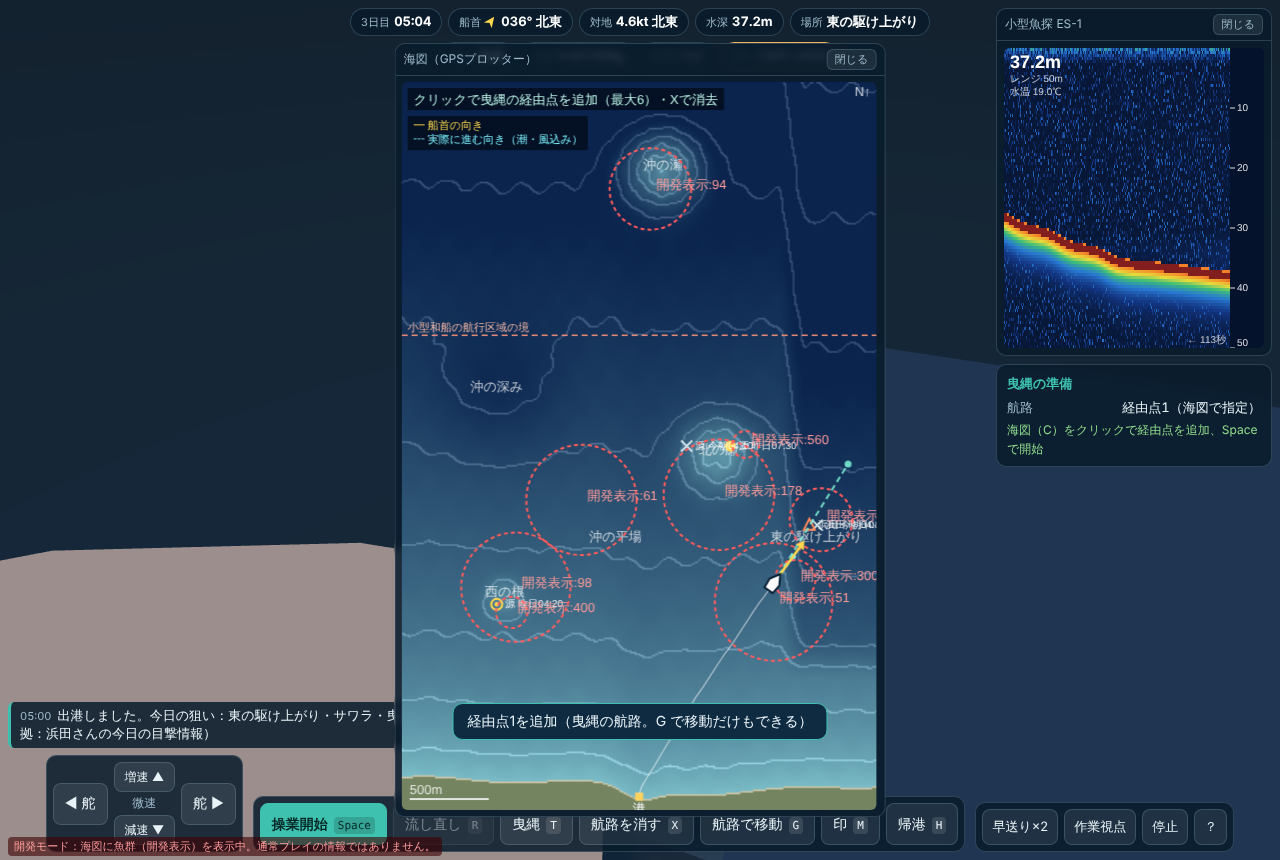 3日目 05:04
船首 036° 北東
対地 4.6kt 北東
水深 37.2m
場所 東の駆け上がり
海図（GPSプロッター）
閉じる
クリックで曳縄の経由点を追加（最大6）・Xで消去
N↑
━ 船首の向き
--- 実際に進む向き（潮・風込み）
沖の瀬
開発表示:94
小型和船の航行区域の境
沖の深み
開発表示:560
昨日07:30
開発表示:178
開発表示:61
開発表示
沖の平場
東の駆け上がり
開発表示:300
開発表示:51
開発表示:98
西の根
源 昨日04:20
開発表示:400
経由点1を追加（曳縄の航路。G で移動だけもできる）
500m
港
小型魚探 ES-1
閉じる
37.2m
レンジ 50m
水温 19.0℃
10
20
30
40
50
← 113秒
曳縄の準備
航路 経由点1（海図で指定）
海図（C）をクリックで経由点を追加、Space
で開始
05:00 出港しました。今日の狙い：東の駆け上がり・サワラ・曳
拠：浜田さんの今日の目撃情報）
◀ 舵
増速 ▲
微速
減速 ▼
舵 ▶
操業開始 Space
流し直し R
曳縄 T
航路を消す X
航路で移動 G
印 M
帰港 H
早送り×2
作業視点
停止
?
開発モード：海図に魚群（開発表示）を表示中。通常プレイの情報ではありません。